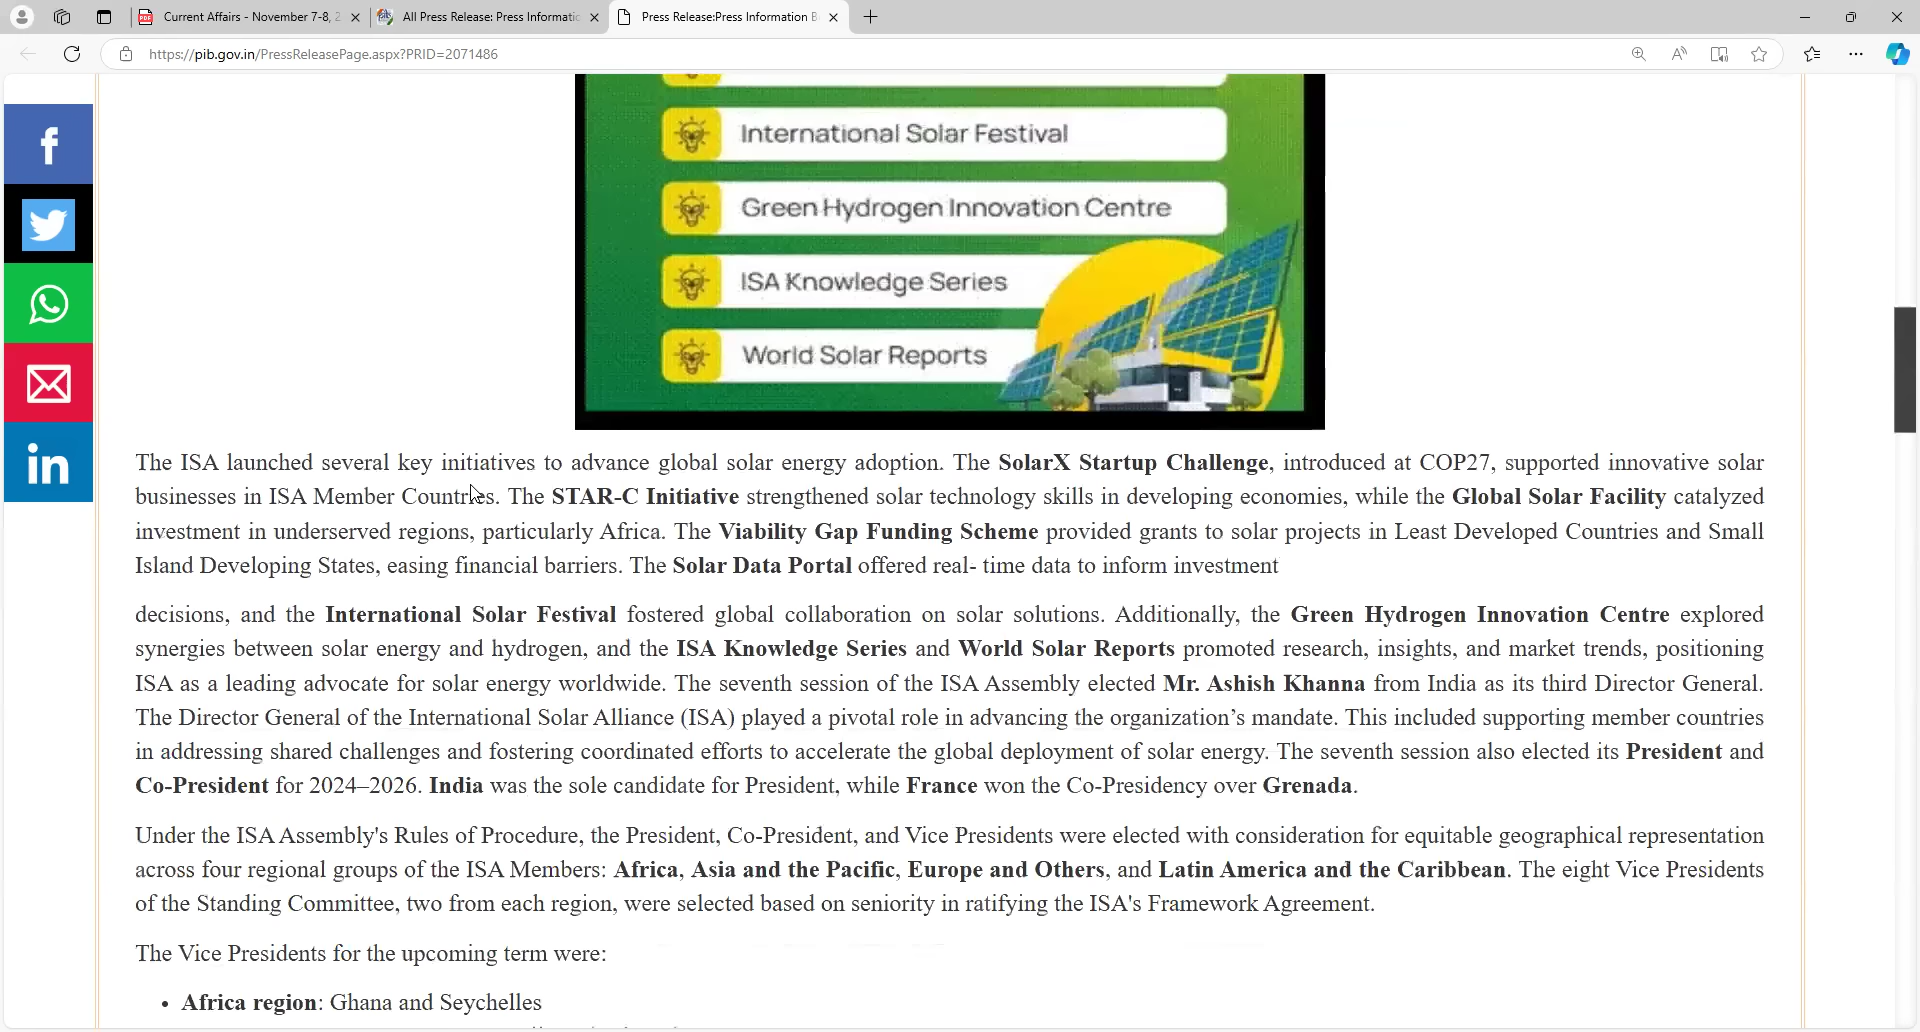 Current Affairs - November 7-8, 2
All Press Release: Press Informatic
Press Release:Press Information B
https://pib.gov.in/PressReleasePage.aspx?PRID=2071486
International Solar Festival
Green Hydrogen Innovation Centre
ISA Knowledge Series
World Solar Reports
The ISA launched several key initiatives to advance global solar energy adoption. The SolarX Startup Challenge, introduced at COP27, supported innovative solar
businesses in ISA Member Countries. The STAR-C Initiative strengthened solar technology skills in developing economies, while the Global Solar Facility catalyzed
investment in underserved regions, particularly Africa. The Viability Gap Funding Scheme provided grants to solar projects in Least Developed Countries and Small
Island Developing States, easing financial barriers. The Solar Data Portal offered real- time data to inform investment
decisions, and the International Solar Festival fostered global collaboration on solar solutions. Additionally, the Green Hydrogen Innovation Centre explored
synergies between solar energy and hydrogen, and the ISA Knowledge Series and World Solar Reports promoted research, insights, and market trends, positioning
ISA as a leading advocate for solar energy worldwide. The seventh session of the ISA Assembly elected Mr. Ashish Khanna from India as its third Director General.
The Director General of the International Solar Alliance (ISA) played a pivotal role in advancing the organization’s mandate. This included supporting member countries
in addressing shared challenges and fostering coordinated efforts to accelerate the global deployment of solar energy. The seventh session also elected its President and
Co-President for 2024–2026. India was the sole candidate for President, while France won the Co-Presidency over Grenada.
Under the ISA Assembly's Rules of Procedure, the President, Co-President, and Vice Presidents were elected with consideration for equitable geographical representation
across four regional groups of the ISA Members: Africa, Asia and the Pacific, Europe and Others, and Latin America and the Caribbean. The eight Vice Presidents
of the Standing Committee, two from each region, were selected based on seniority in ratifying the ISA's Framework Agreement.
The Vice Presidents for the upcoming term were:
• Africa region: Ghana and Seychelles